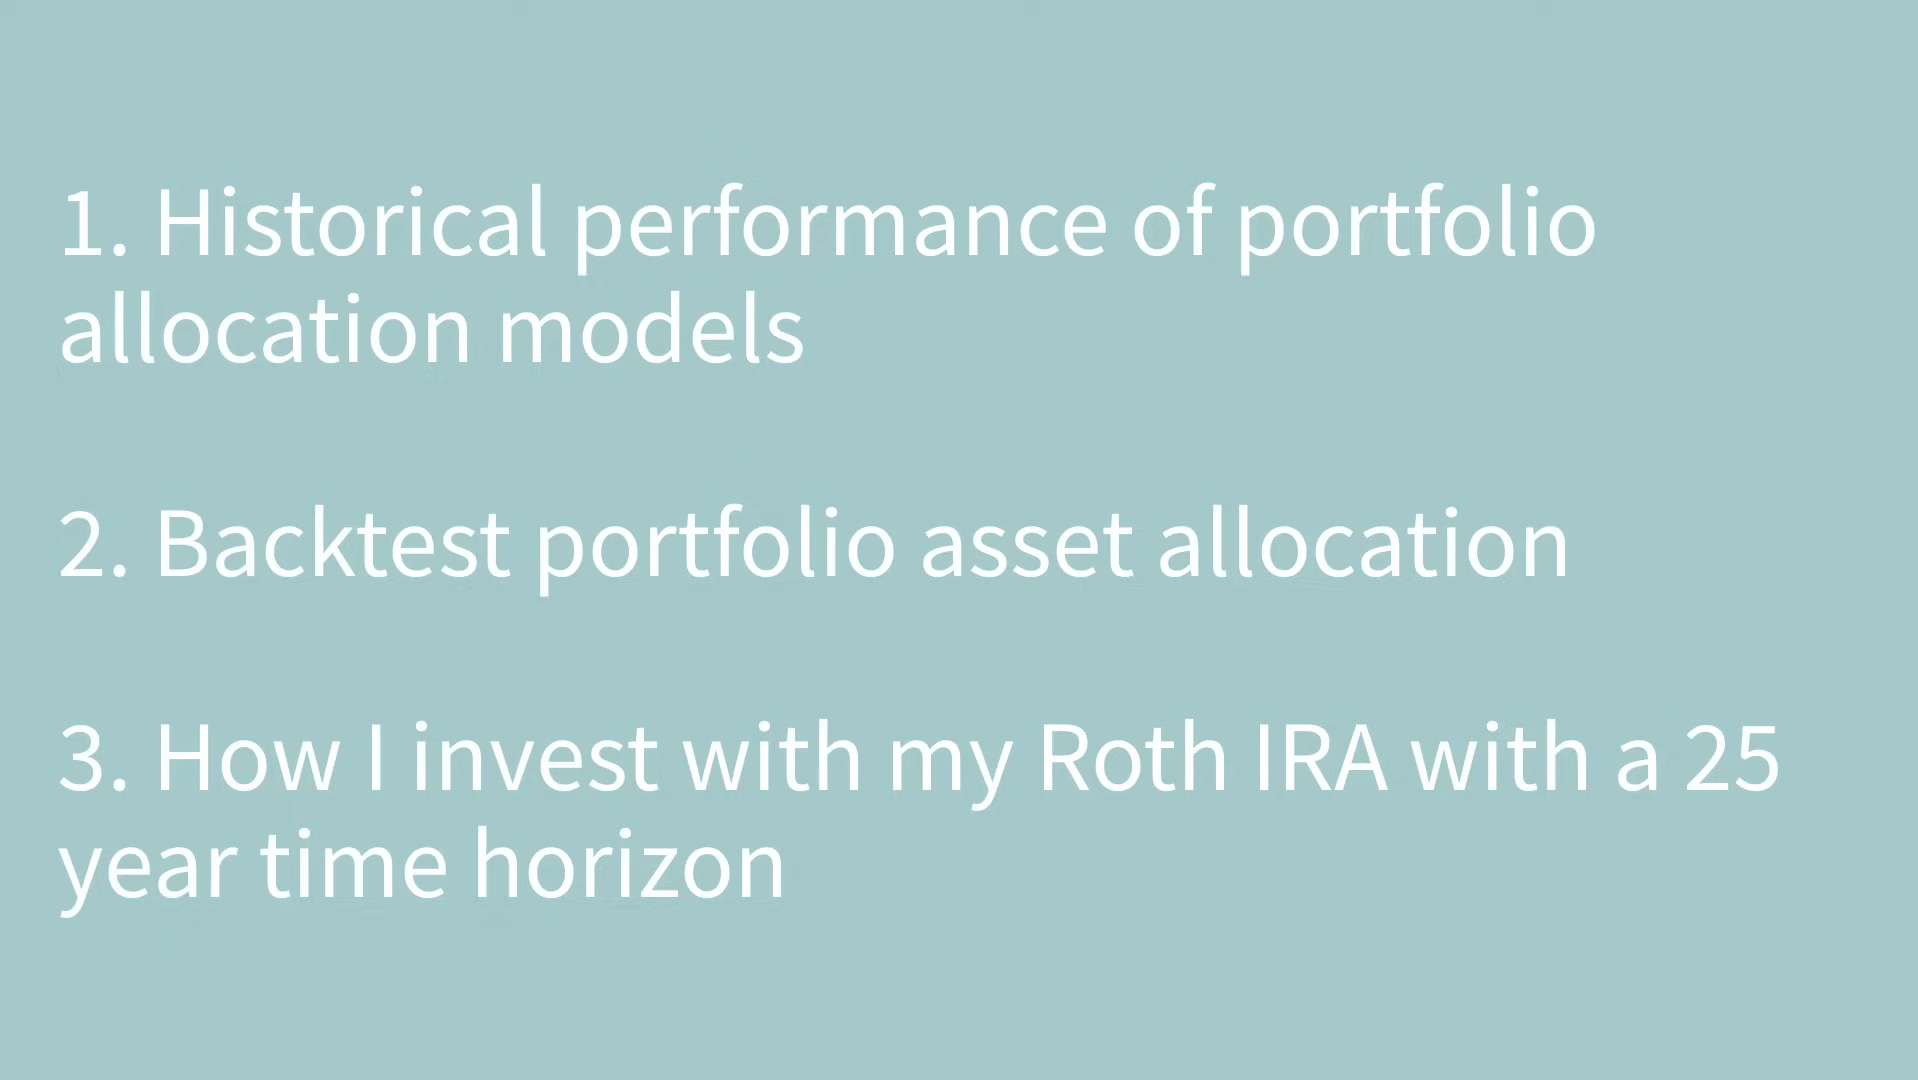 1. Historical performance of portfolio
allocation models
2. Backtest portfolio asset allocation
3. How I invest with my Roth IRA with a 25
year time horizon